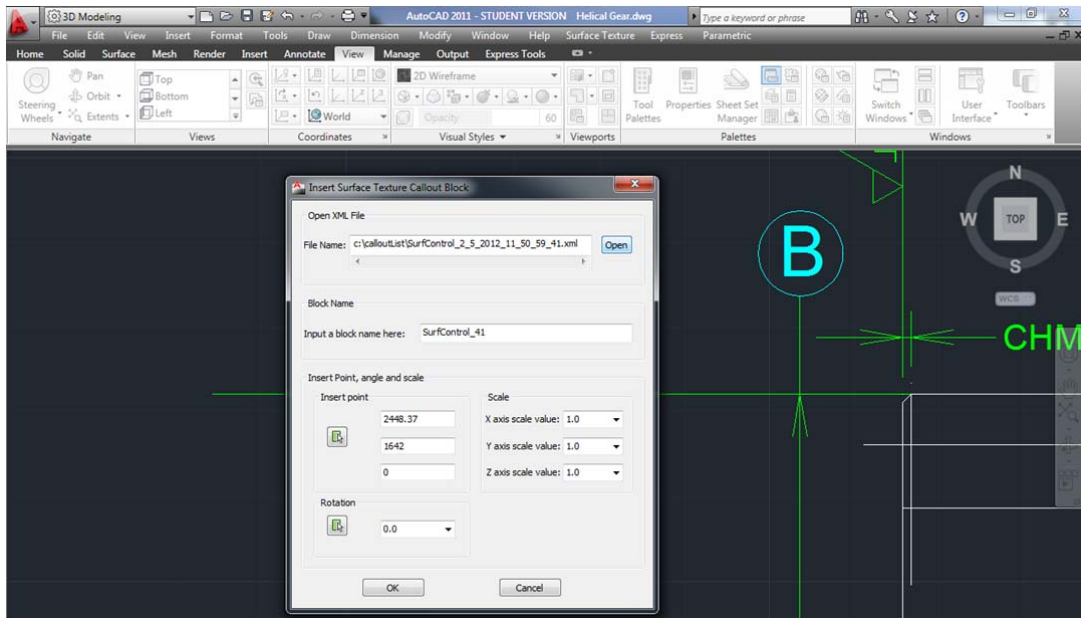 3D Modeling AutoCAD 2011 - STUDENT VERSION Helical Gear.dwg Type a keyword or phrase
File Edit View Insert Format Tools Draw Dimension Modify Window Help Surface Texture Express Parametric
Home Solid Surface Mesh Render Insert Annotate View Manage Output Express Tools
Pan Top 2D Wireframe
Steering Wheels Orbit Bottom Tool Palettes Properties Sheet Set Manager Switch Windows User Interface Toolbars
Extents Left World Opacity 60
Navigate Views Coordinates Visual Styles Viewports Palettes Windows
Insert Surface Texture Callout Block
Open XML File
File Name: c:\calloutList\SurfControl_2_5_2012_11_50_59_41.xml Open
Block Name
Input a block name here: SurfControl_41
Insert Point, angle and scale
Insert point Scale
2448.37 X axis scale value: 1.0
1642 Y axis scale value: 1.0
0 Z axis scale value: 1.0
Rotation
0.0
OK Cancel
B
CHM
N
W TOP E
S
WCS